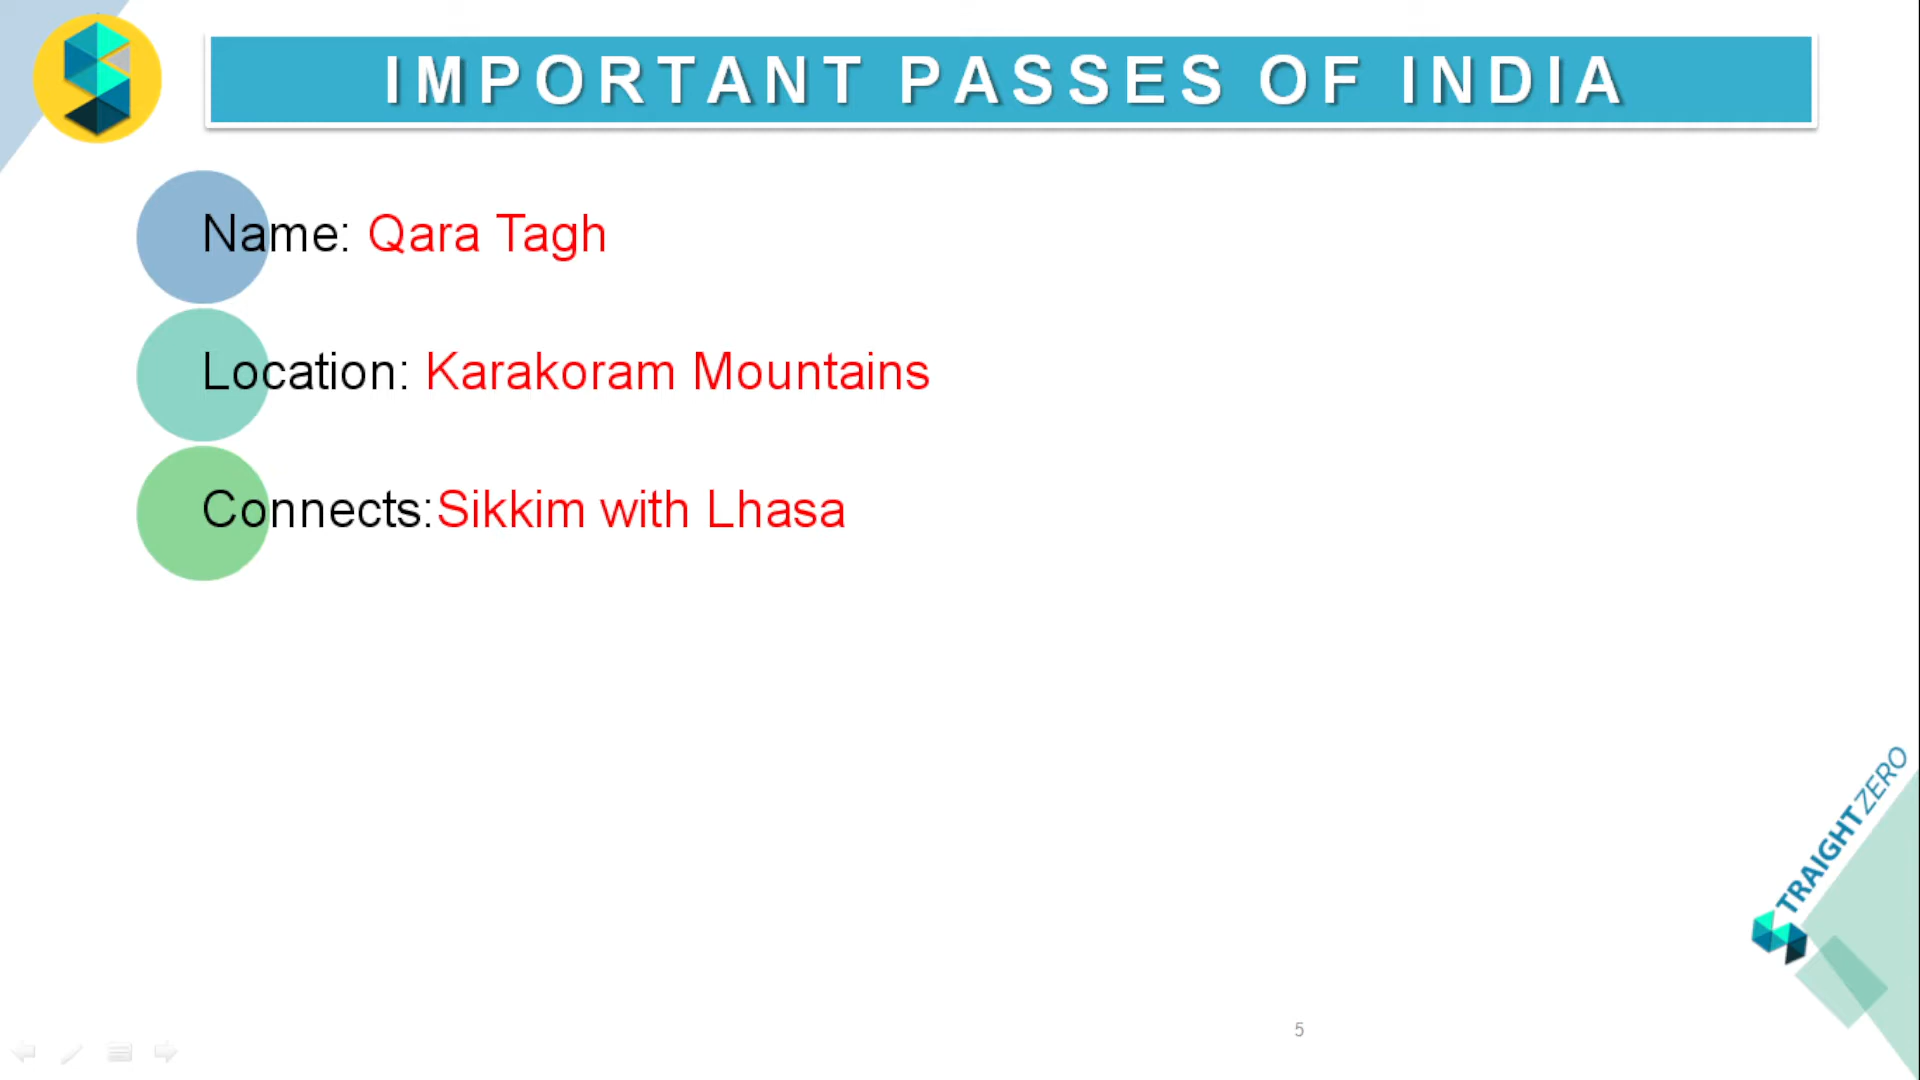 IMPORTANT PASSES OF INDIA
Name: Qara Tagh
Location: Karakoram Mountains
Connects:Sikkim with Lhasa
TRAIGHTZERO
5